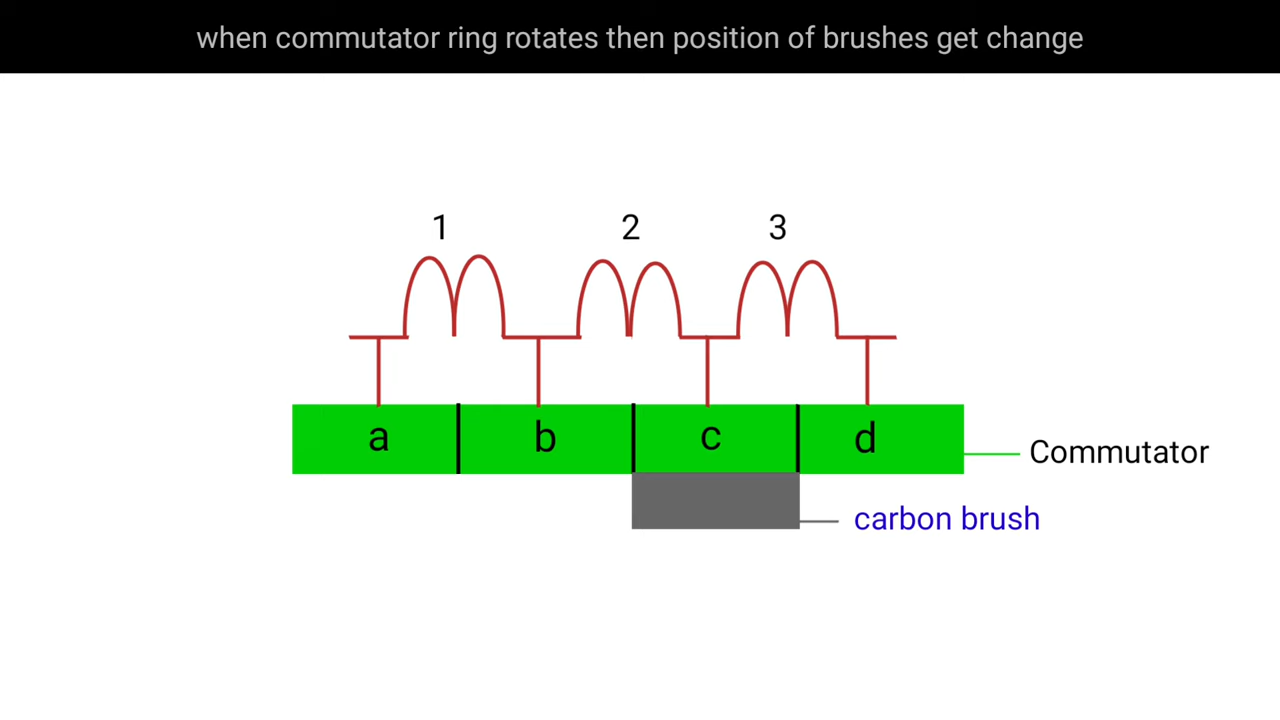 when commutator ring rotates then position of brushes get change
1 2 3
a b c d
Commutator
carbon brush